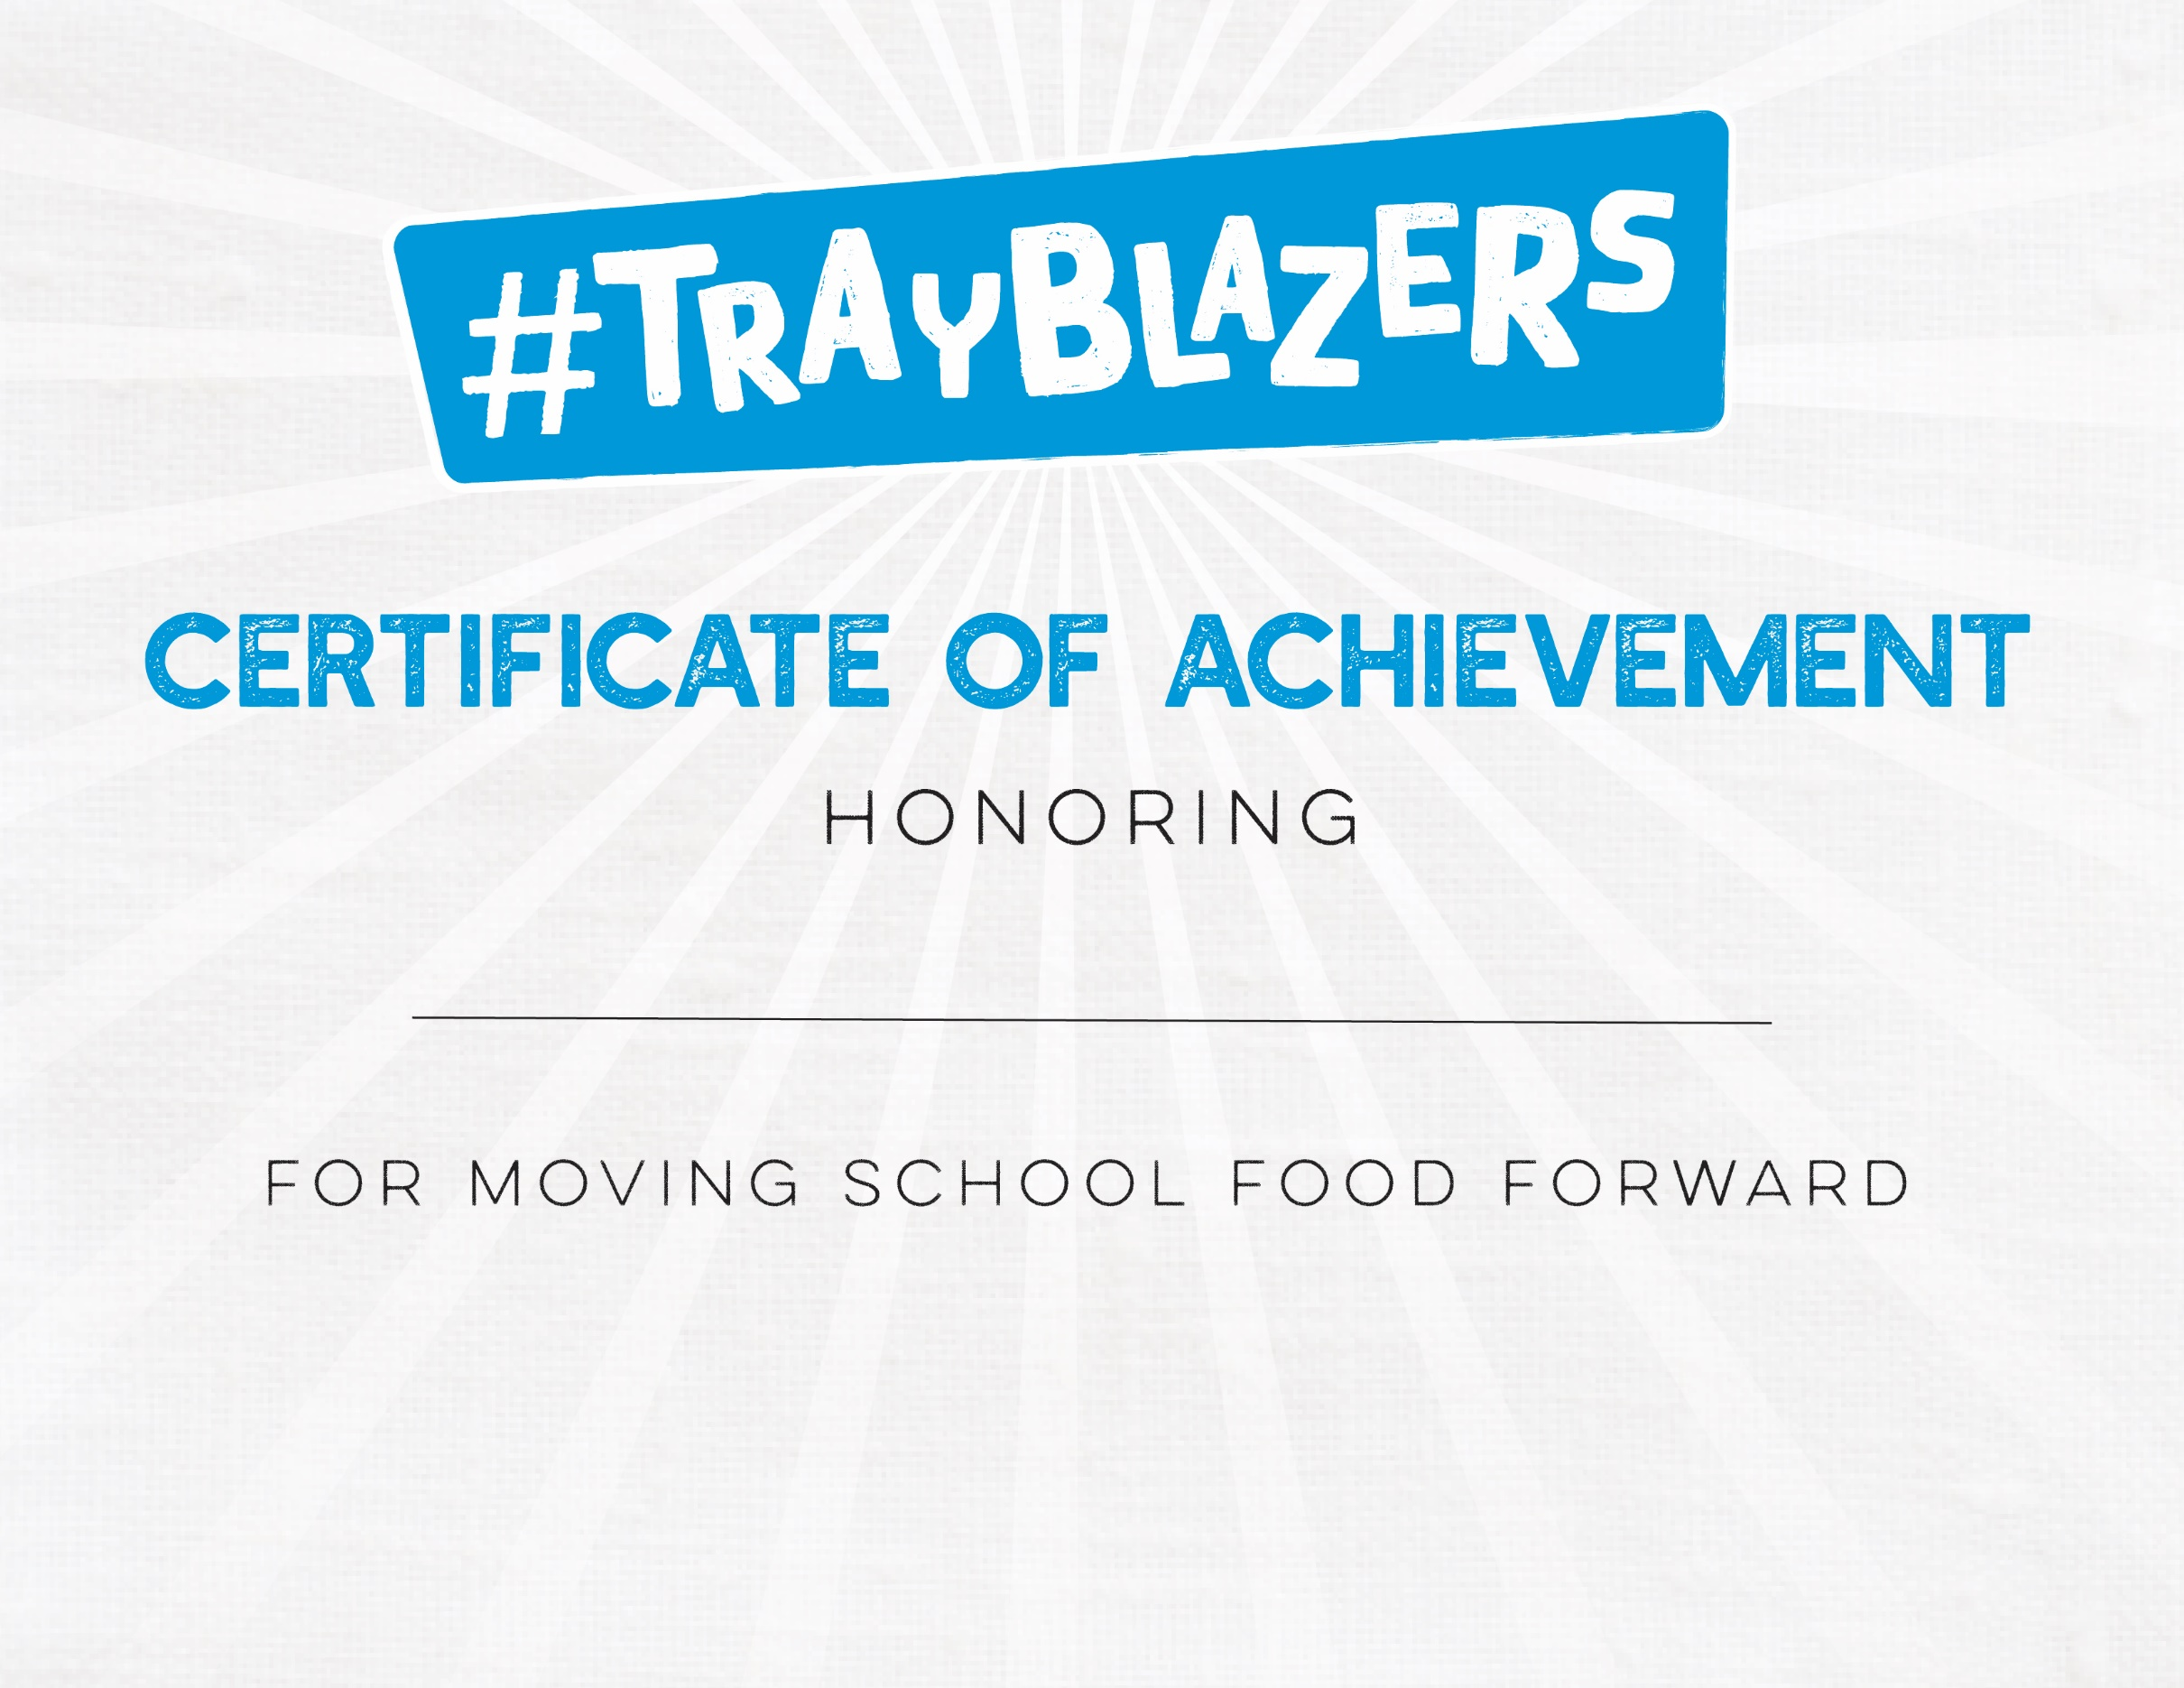 #TRAYBLAZERS
CERTIFICATE OF ACHIEVEMENT
HONORING
FOR MOVING SCHOOL FOOD FORWARD